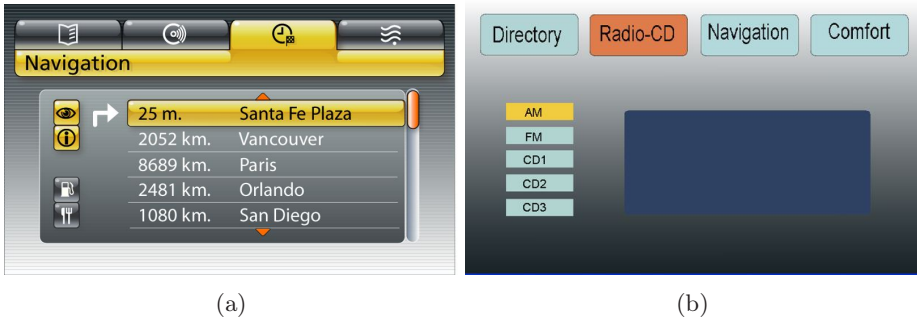 Navigation
25 m. Santa Fe Plaza
2052 km. Vancouver
8689 km. Paris
2481 km. Orlando
1080 km. San Diego
(a)
Directory Radio-CD Navigation Comfort
AM
FM
CD1
CD2
CD3
(b)